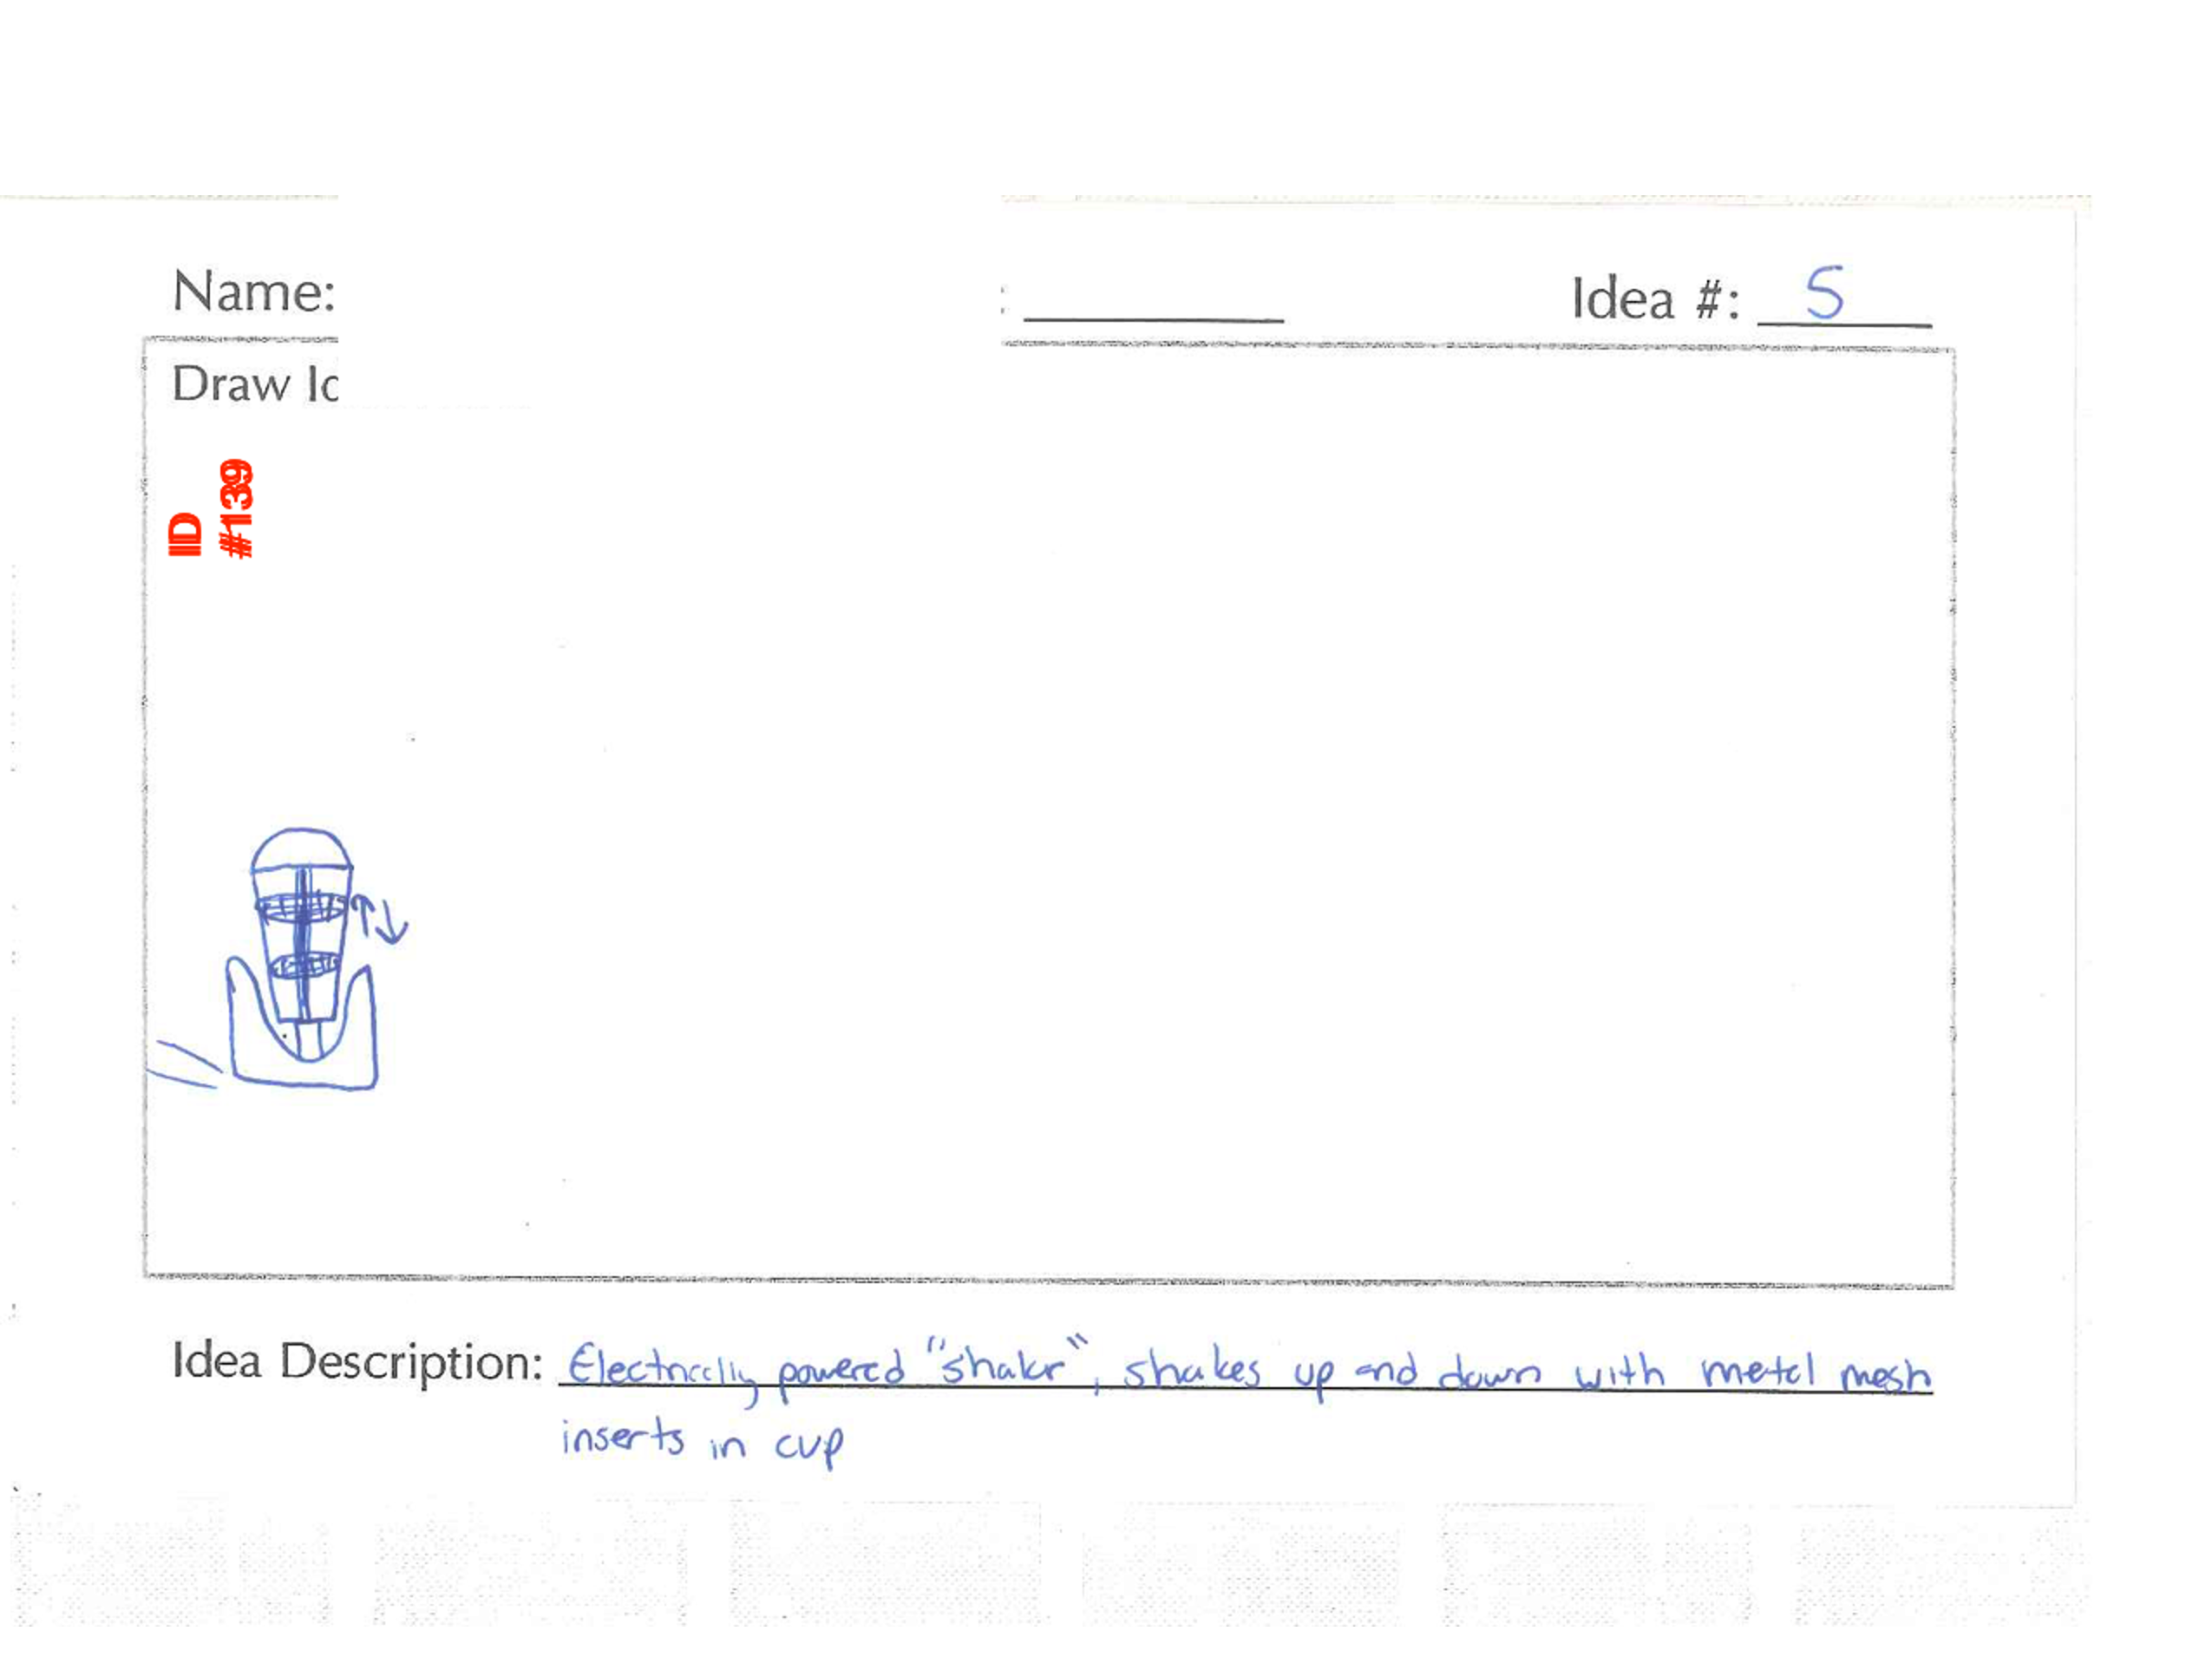 Name:
: Idea #: 5
Draw Id
ID
#139
Idea Description: Electrically powered "shakr", shakes up and down with metal mesh
inserts in cup